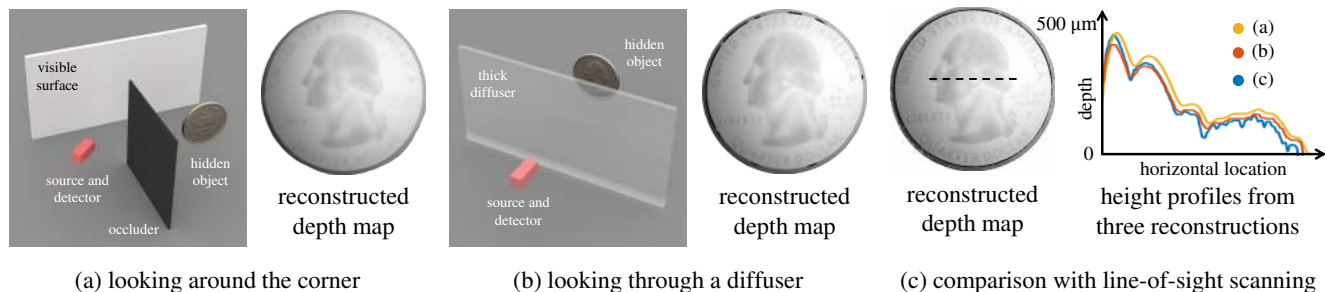 visible
surface
source and
detector
hidden
object
occluder
reconstructed
depth map
(a) looking around the corner
thick
diffuser
hidden
object
source and
detector
reconstructed
depth map
(b) looking through a diffuser
reconstructed
depth map
500 μm
depth
0
horizontal location
(a)
(b)
(c)
height profiles from
three reconstructions
(c) comparison with line-of-sight scanning